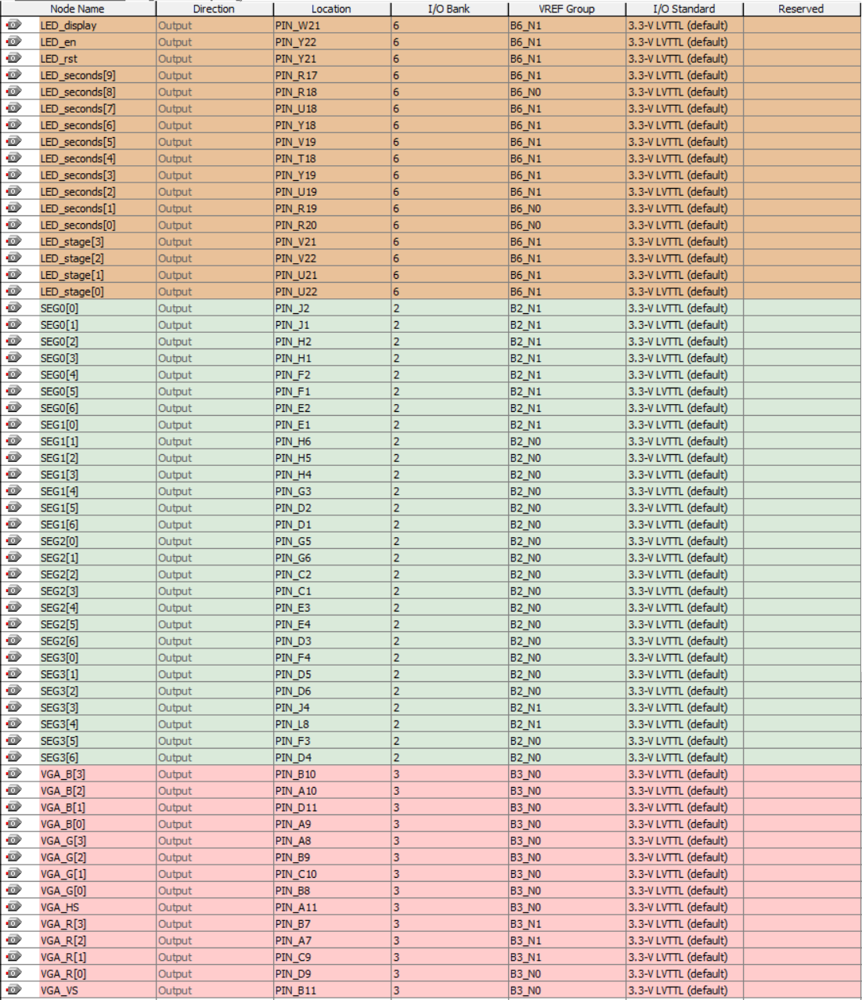 Node Name Direction Location I/O Bank VREF Group I/O Standard Reserved
LED_display Output PIN_W21 6 B6_N1 3.3-V LVTTL (default)
LED_en Output PIN_Y22 6 B6_N1 3.3-V LVTTL (default)
LED_rst Output PIN_Y21 6 B6_N1 3.3-V LVTTL (default)
LED_seconds[9] Output PIN_R17 6 B6_N1 3.3-V LVTTL (default)
LED_seconds[8] Output PIN_R18 6 B6_N0 3.3-V LVTTL (default)
LED_seconds[7] Output PIN_U18 6 B6_N1 3.3-V LVTTL (default)
LED_seconds[6] Output PIN_Y18 6 B6_N1 3.3-V LVTTL (default)
LED_seconds[5] Output PIN_V19 6 B6_N1 3.3-V LVTTL (default)
LED_seconds[4] Output PIN_T18 6 B6_N1 3.3-V LVTTL (default)
LED_seconds[3] Output PIN_Y19 6 B6_N1 3.3-V LVTTL (default)
LED_seconds[2] Output PIN_U19 6 B6_N1 3.3-V LVTTL (default)
LED_seconds[1] Output PIN_R19 6 B6_N0 3.3-V LVTTL (default)
LED_seconds[0] Output PIN_R20 6 B6_N0 3.3-V LVTTL (default)
LED_stage[3] Output PIN_V21 6 B6_N1 3.3-V LVTTL (default)
LED_stage[2] Output PIN_V22 6 B6_N1 3.3-V LVTTL (default)
LED_stage[1] Output PIN_U21 6 B6_N1 3.3-V LVTTL (default)
LED_stage[0] Output PIN_U22 6 B6_N1 3.3-V LVTTL (default)
SEG0[0] Output PIN_J2 2 B2_N1 3.3-V LVTTL (default)
SEG0[1] Output PIN_J1 2 B2_N1 3.3-V LVTTL (default)
SEG0[2] Output PIN_H2 2 B2_N1 3.3-V LVTTL (default)
SEG0[3] Output PIN_H1 2 B2_N1 3.3-V LVTTL (default)
SEG0[4] Output PIN_F2 2 B2_N1 3.3-V LVTTL (default)
SEG0[5] Output PIN_F1 2 B2_N1 3.3-V LVTTL (default)
SEG0[6] Output PIN_E2 2 B2_N1 3.3-V LVTTL (default)
SEG1[0] Output PIN_E1 2 B2_N1 3.3-V LVTTL (default)
SEG1[1] Output PIN_H6 2 B2_N0 3.3-V LVTTL (default)
SEG1[2] Output PIN_H5 2 B2_N0 3.3-V LVTTL (default)
SEG1[3] Output PIN_H4 2 B2_N0 3.3-V LVTTL (default)
SEG1[4] Output PIN_G3 2 B2_N0 3.3-V LVTTL (default)
SEG1[5] Output PIN_D2 2 B2_N0 3.3-V LVTTL (default)
SEG1[6] Output PIN_D1 2 B2_N0 3.3-V LVTTL (default)
SEG2[0] Output PIN_G5 2 B2_N0 3.3-V LVTTL (default)
SEG2[1] Output PIN_G6 2 B2_N0 3.3-V LVTTL (default)
SEG2[2] Output PIN_C2 2 B2_N0 3.3-V LVTTL (default)
SEG2[3] Output PIN_C1 2 B2_N0 3.3-V LVTTL (default)
SEG2[4] Output PIN_E3 2 B2_N0 3.3-V LVTTL (default)
SEG2[5] Output PIN_E4 2 B2_N0 3.3-V LVTTL (default)
SEG2[6] Output PIN_D3 2 B2_N0 3.3-V LVTTL (default)
SEG3[0] Output PIN_F4 2 B2_N0 3.3-V LVTTL (default)
SEG3[1] Output PIN_D5 2 B2_N0 3.3-V LVTTL (default)
SEG3[2] Output PIN_D6 2 B2_N0 3.3-V LVTTL (default)
SEG3[3] Output PIN_J4 2 B2_N1 3.3-V LVTTL (default)
SEG3[4] Output PIN_L8 2 B2_N1 3.3-V LVTTL (default)
SEG3[5] Output PIN_F3 2 B2_N0 3.3-V LVTTL (default)
SEG3[6] Output PIN_D4 2 B2_N0 3.3-V LVTTL (default)
VGA_B[3] Output PIN_B10 3 B3_N0 3.3-V LVTTL (default)
VGA_B[2] Output PIN_A10 3 B3_N0 3.3-V LVTTL (default)
VGA_B[1] Output PIN_D11 3 B3_N0 3.3-V LVTTL (default)
VGA_B[0] Output PIN_A9 3 B3_N0 3.3-V LVTTL (default)
VGA_G[3] Output PIN_A8 3 B3_N0 3.3-V LVTTL (default)
VGA_G[2] Output PIN_B9 3 B3_N0 3.3-V LVTTL (default)
VGA_G[1] Output PIN_C10 3 B3_N0 3.3-V LVTTL (default)
VGA_G[0] Output PIN_B8 3 B3_N0 3.3-V LVTTL (default)
VGA_HS Output PIN_A11 3 B3_N0 3.3-V LVTTL (default)
VGA_R[3] Output PIN_B7 3 B3_N1 3.3-V LVTTL (default)
VGA_R[2] Output PIN_A7 3 B3_N1 3.3-V LVTTL (default)
VGA_R[1] Output PIN_C9 3 B3_N1 3.3-V LVTTL (default)
VGA_R[0] Output PIN_D9 3 B3_N0 3.3-V LVTTL (default)
VGA_VS Output PIN_B11 3 B3_N0 3.3-V LVTTL (default)